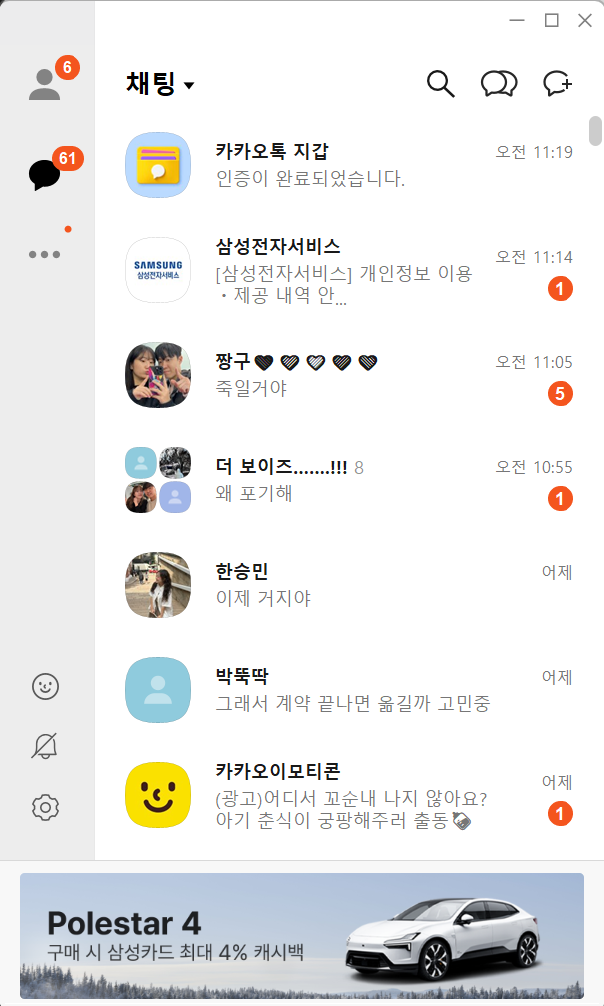 6
채팅
61
카카오톡 지갑
오전 11:19
인증이 완료되었습니다.
SAMSUNG
삼성전자서비스
삼성전자서비스
오전 11:14
[삼성전자서비스] 개인정보 이용
・제공 내역 안...
1
짱구🖤
오전 11:05
죽일거야
5
더 보이즈.......!!! 8
오전 10:55
왜 포기해
1
한승민
어제
이제 거지야
박뚝딱
어제
그래서 계약 끝나면 옮길까 고민중
카카오이모티콘
어제
(광고)어디서 꼬순내 나지 않아요?
아기 춘식이 궁팡해주러 출동
1
Polestar 4
구매 시 삼성카드 최대 4% 캐시백